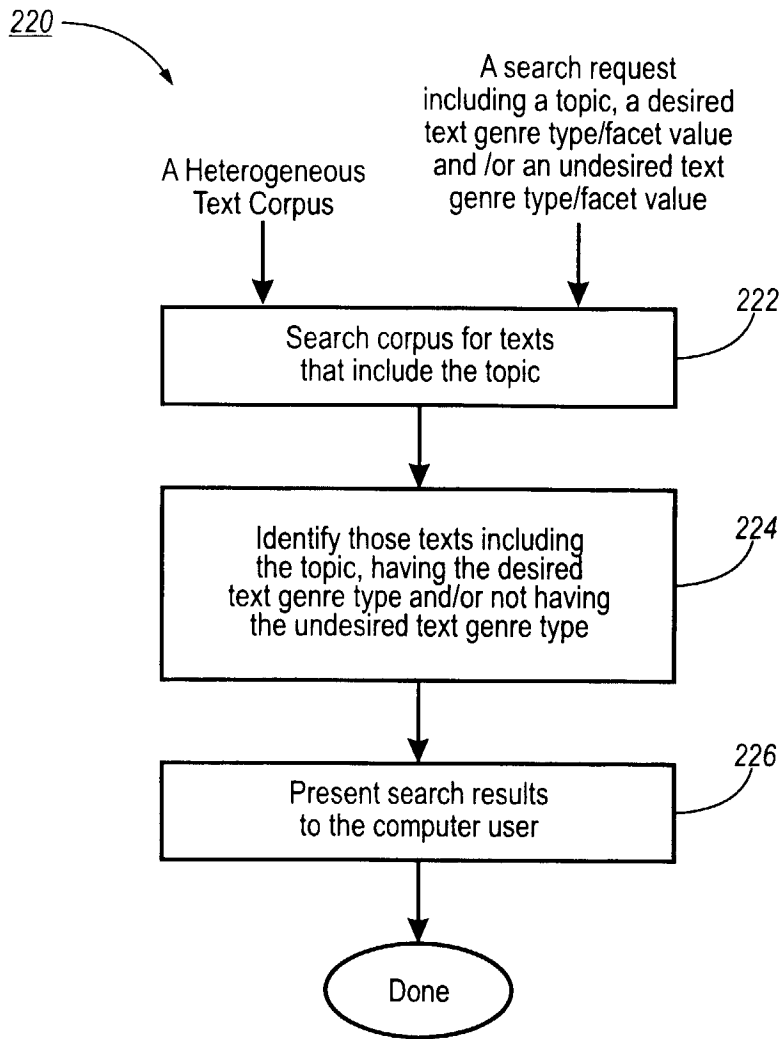 220
A search request
including a topic, a desired
text genre type/facet value
and /or an undesired text
genre type/facet value
A Heterogeneous
Text Corpus
222
Search corpus for texts
that include the topic
224
Identify those texts including
the topic, having the desired
text genre type and/or not having
the undesired text genre type
226
Present search results
to the computer user
Done